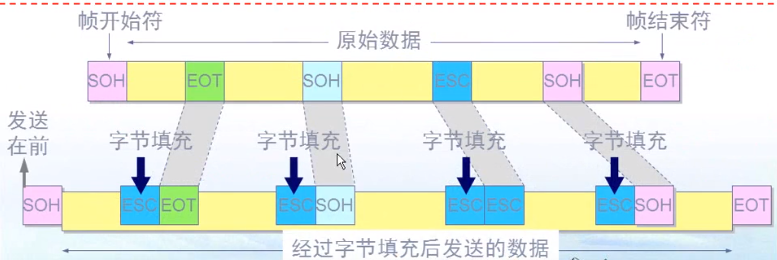 帧开始符 帧结束符
原始数据
SOH EOT SOH ESC SOH EOT
发送
在前
字节填充 字节填充 字节填充 字节填充
SOH ESC EOT ESC SOH ESC ESC ESC SOH EOT
经过字节填充后发送的数据